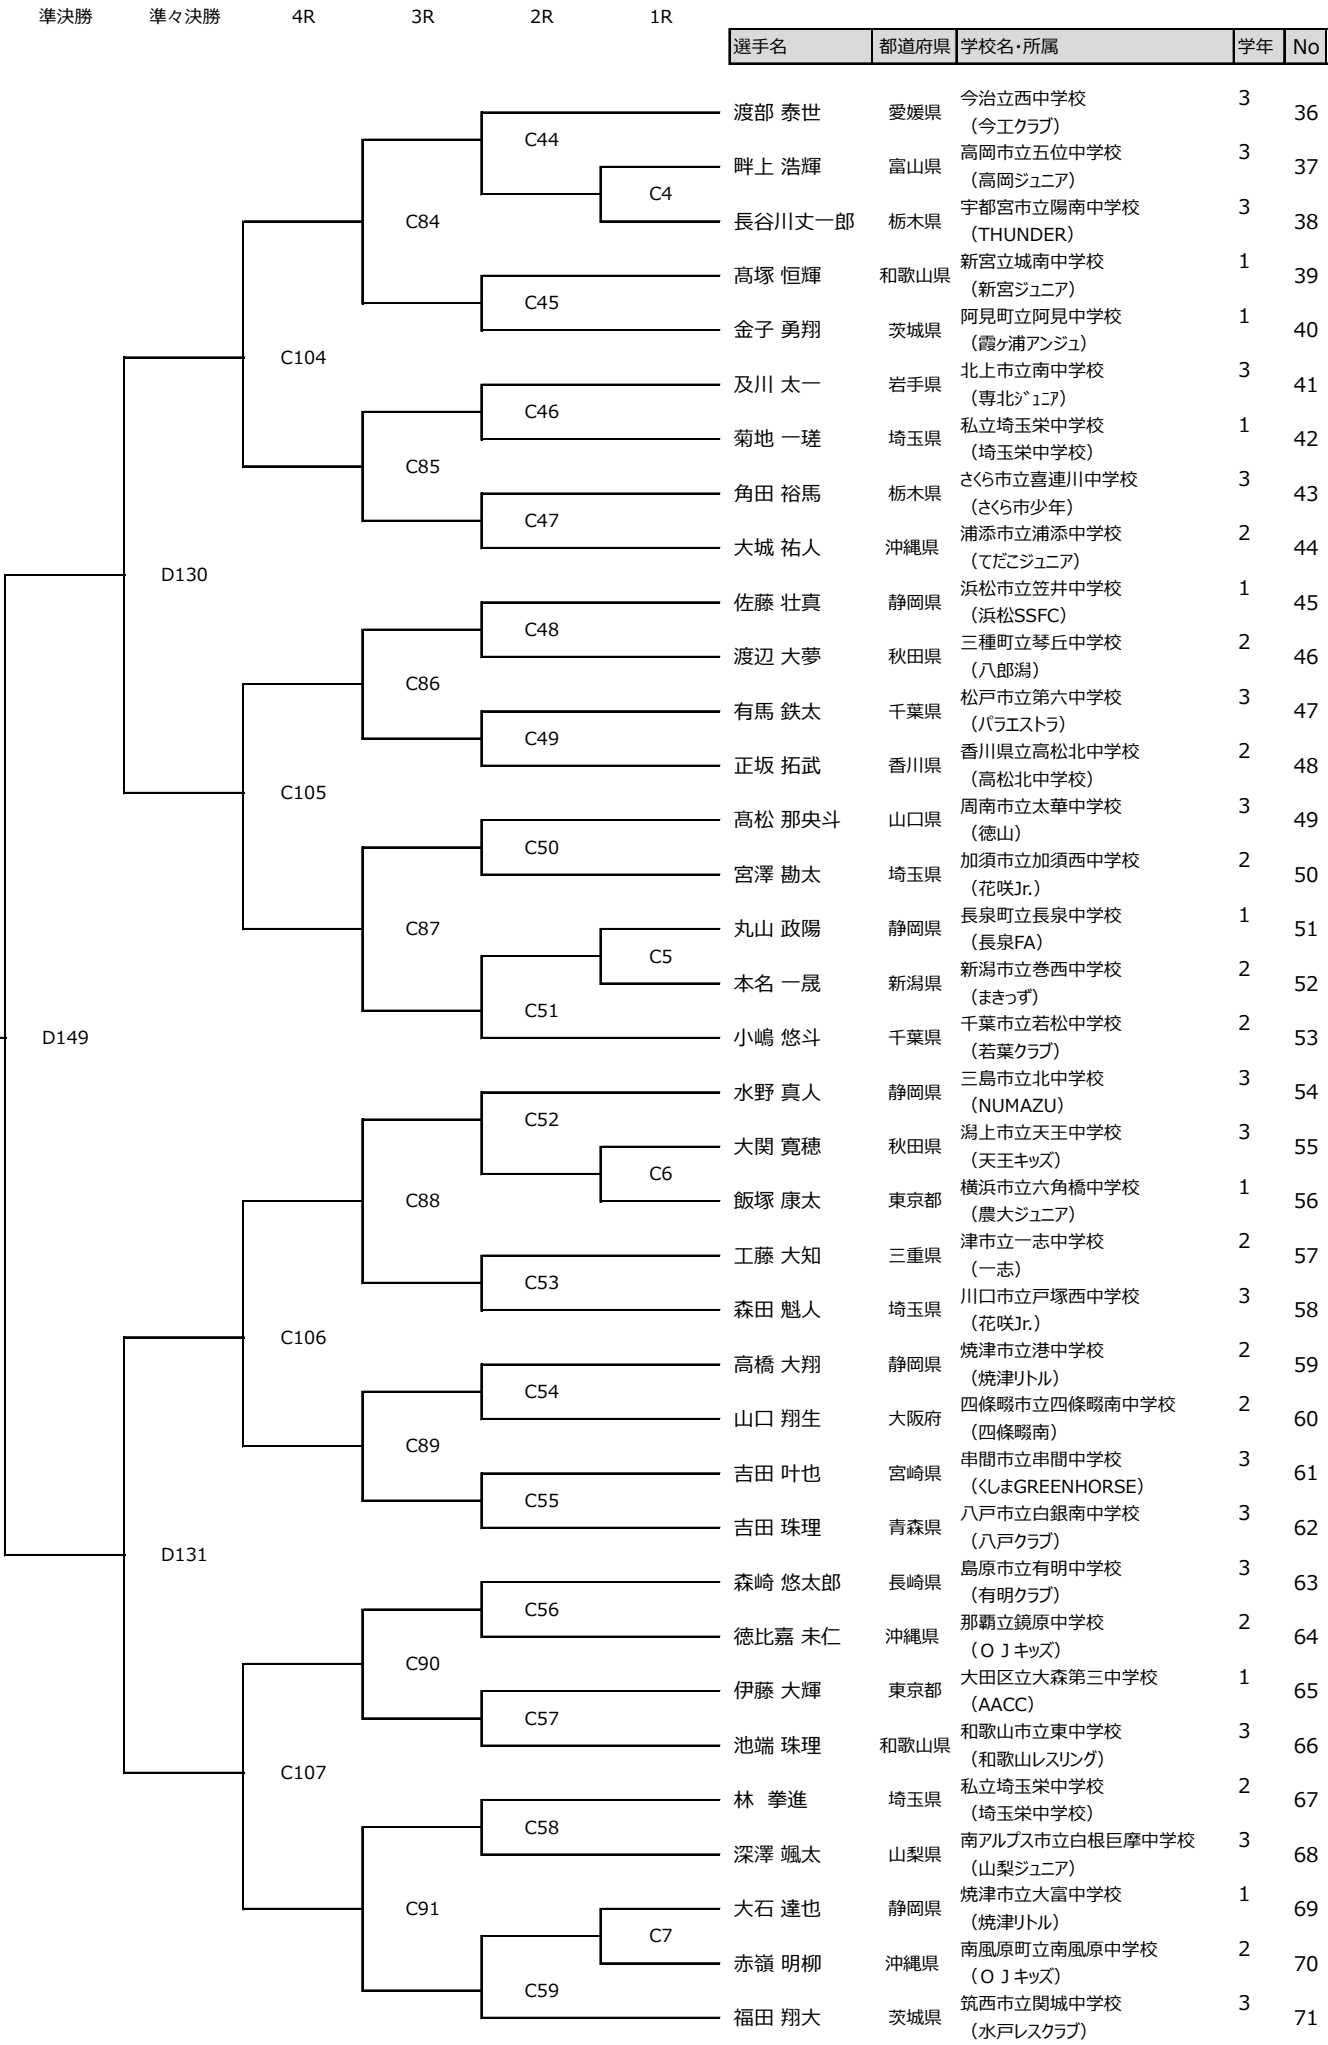 準決勝 準々決勝 4R 3R 2R 1R
選手名 都道府県 学校名・所属 学年 No
渡部 泰世 愛媛県 今治立西中学校 3 36
（今工クラブ）
C44
畔上 浩輝 富山県 高岡市立五位中学校 3 37
（高岡ジュニア）
C4
C84
長谷川丈一郎 栃木県 宇都宮市立陽南中学校 3 38
（THUNDER）
髙塚 恒輝 和歌山県 新宮立城南中学校 1 39
（新宮ジュニア）
C45
金子 勇翔 茨城県 阿見町立阿見中学校 1 40
（霞ヶ浦アンジュ）
C104
及川 太一 岩手県 北上市立南中学校 3 41
（専北ｼﾞｭﾆｱ）
C46
菊地 一瑳 埼玉県 私立埼玉栄中学校 1 42
（埼玉栄中学校）
C85
角田 裕馬 栃木県 さくら市立喜連川中学校 3 43
（さくら市少年）
C47
大城 祐人 沖縄県 浦添市立浦添中学校 2 44
（てだこジュニア）
D130
佐藤 壮真 静岡県 浜松市立笠井中学校 1 45
（浜松SSFC）
C48
渡辺 大夢 秋田県 三種町立琴丘中学校 2 46
（八郎潟）
C86
有馬 鉄太 千葉県 松戸市立第六中学校 3 47
（パラエストラ）
C49
正坂 拓武 香川県 香川県立高松北中学校 2 48
（高松北中学校）
C105
髙松 那央斗 山口県 周南市立太華中学校 3 49
（徳山）
C50
宮澤 勘太 埼玉県 加須市立加須西中学校 2 50
（花咲Jr.）
C87
丸山 政陽 静岡県 長泉町立長泉中学校 1 51
（長泉FA）
C5
本名 一晟 新潟県 新潟市立巻西中学校 2 52
（まきっず）
C51
小嶋 悠斗 千葉県 千葉市立若松中学校 2 53
（若葉クラブ）
D149
水野 真人 静岡県 三島市立北中学校 3 54
（NUMAZU）
C52
大関 寛穂 秋田県 潟上市立天王中学校 3 55
（天王キッズ）
C6
C88
飯塚 康太 東京都 横浜市立六角橋中学校 1 56
（農大ジュニア）
工藤 大知 三重県 津市立一志中学校 2 57
（一志）
C53
森田 魁人 埼玉県 川口市立戸塚西中学校 3 58
（花咲Jr.）
C106
高橋 大翔 静岡県 焼津市立港中学校 2 59
（焼津リトル）
C54
山口 翔生 大阪府 四條畷市立四條畷南中学校 2 60
（四條畷南）
C89
吉田 叶也 宮崎県 串間市立串間中学校 3 61
（くしまGREENHORSE）
C55
吉田 珠理 青森県 八戸市立白銀南中学校 3 62
（八戸クラブ）
D131
森崎 悠太郎 長崎県 島原市立有明中学校 3 63
（有明クラブ）
C56
徳比嘉 未仁 沖縄県 那覇立鏡原中学校 2 64
（ＯＪキッズ）
C90
伊藤 大輝 東京都 大田区立大森第三中学校 1 65
（AACC）
C57
池端 珠理 和歌山県 和歌山市立東中学校 3 66
（和歌山レスリング）
C107
林 拳進 埼玉県 私立埼玉栄中学校 2 67
（埼玉栄中学校）
C58
深澤 颯太 山梨県 南アルプス市立白根巨摩中学校 3 68
（山梨ジュニア）
C91
大石 達也 静岡県 焼津市立大富中学校 1 69
（焼津リトル）
C7
赤嶺 明柳 沖縄県 南風原町立南風原中学校 2 70
（ＯＪキッズ）
C59
福田 翔大 茨城県 筑西市立関城中学校 3 71
（水戸レスクラブ）